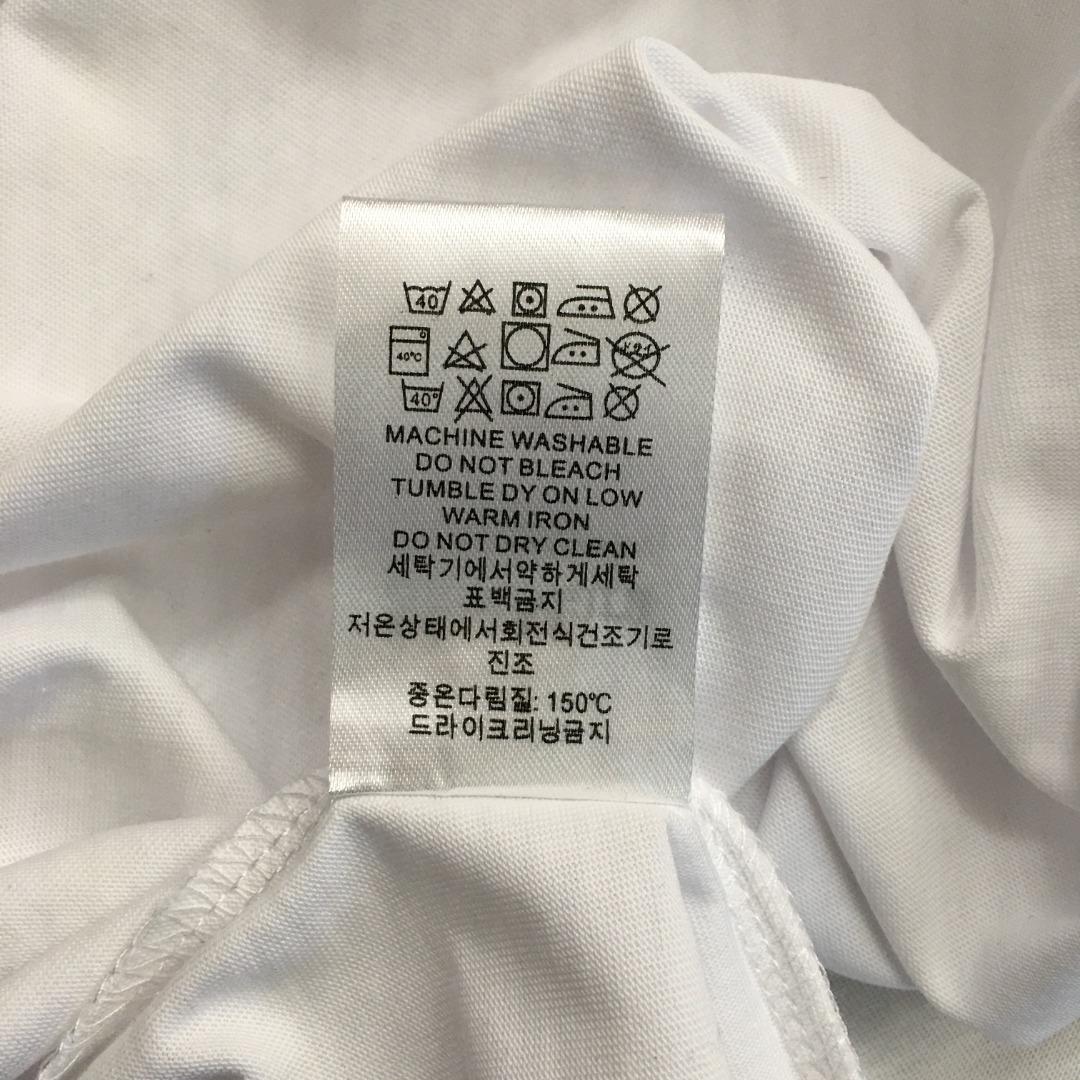 40
40℃
40°
MACHINE WASHABLE
DO NOT BLEACH
TUMBLE DY ON LOW
WARM IRON
DO NOT DRY CLEAN
세탁기에서약하게세탁
표백금지
저온상태에서회전식건조기로
진조
중온다림질: 150℃
드라이크리닝금지